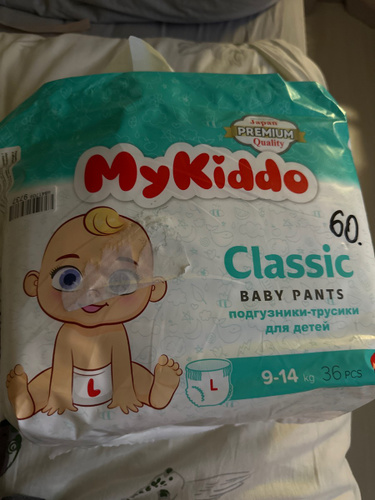 Japan
PREMIUM
Quality
MyKiddo
60.
Classic
BABY PANTS
подгузники-трусики
для детей
L
L
9-14 kg 36 PCS